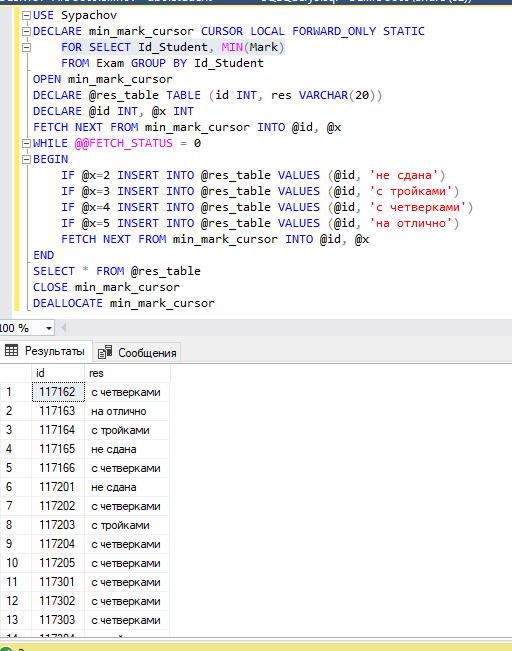 USE Sypachov
DECLARE min_mark_cursor CURSOR LOCAL FORWARD_ONLY STATIC
FOR SELECT Id_Student, MIN(Mark)
FROM Exam GROUP BY Id_Student
OPEN min_mark_cursor
DECLARE @res_table TABLE (id INT, res VARCHAR(20))
DECLARE @id INT, @x INT
FETCH NEXT FROM min_mark_cursor INTO @id, @x
WHILE @@FETCH_STATUS = 0
BEGIN
IF @x=2 INSERT INTO @res_table VALUES (@id, 'не сдана')
IF @x=3 INSERT INTO @res_table VALUES (@id, 'с тройками')
IF @x=4 INSERT INTO @res_table VALUES (@id, 'с четверками')
IF @x=5 INSERT INTO @res_table VALUES (@id, 'на отлично')
FETCH NEXT FROM min_mark_cursor INTO @id, @x
END
SELECT * FROM @res_table
CLOSE min_mark_cursor
DEALLOCATE min_mark_cursor
100 %
Результаты Сообщения
id res
1 117162 с четверками
2 117163 на отлично
3 117164 с тройками
4 117165 не сдана
5 117166 с четверками
6 117201 не сдана
7 117202 с четверками
8 117203 с тройками
9 117204 с четверками
10 117205 с четверками
11 117301 с четверками
12 117302 с четверками
13 117303 с четверками